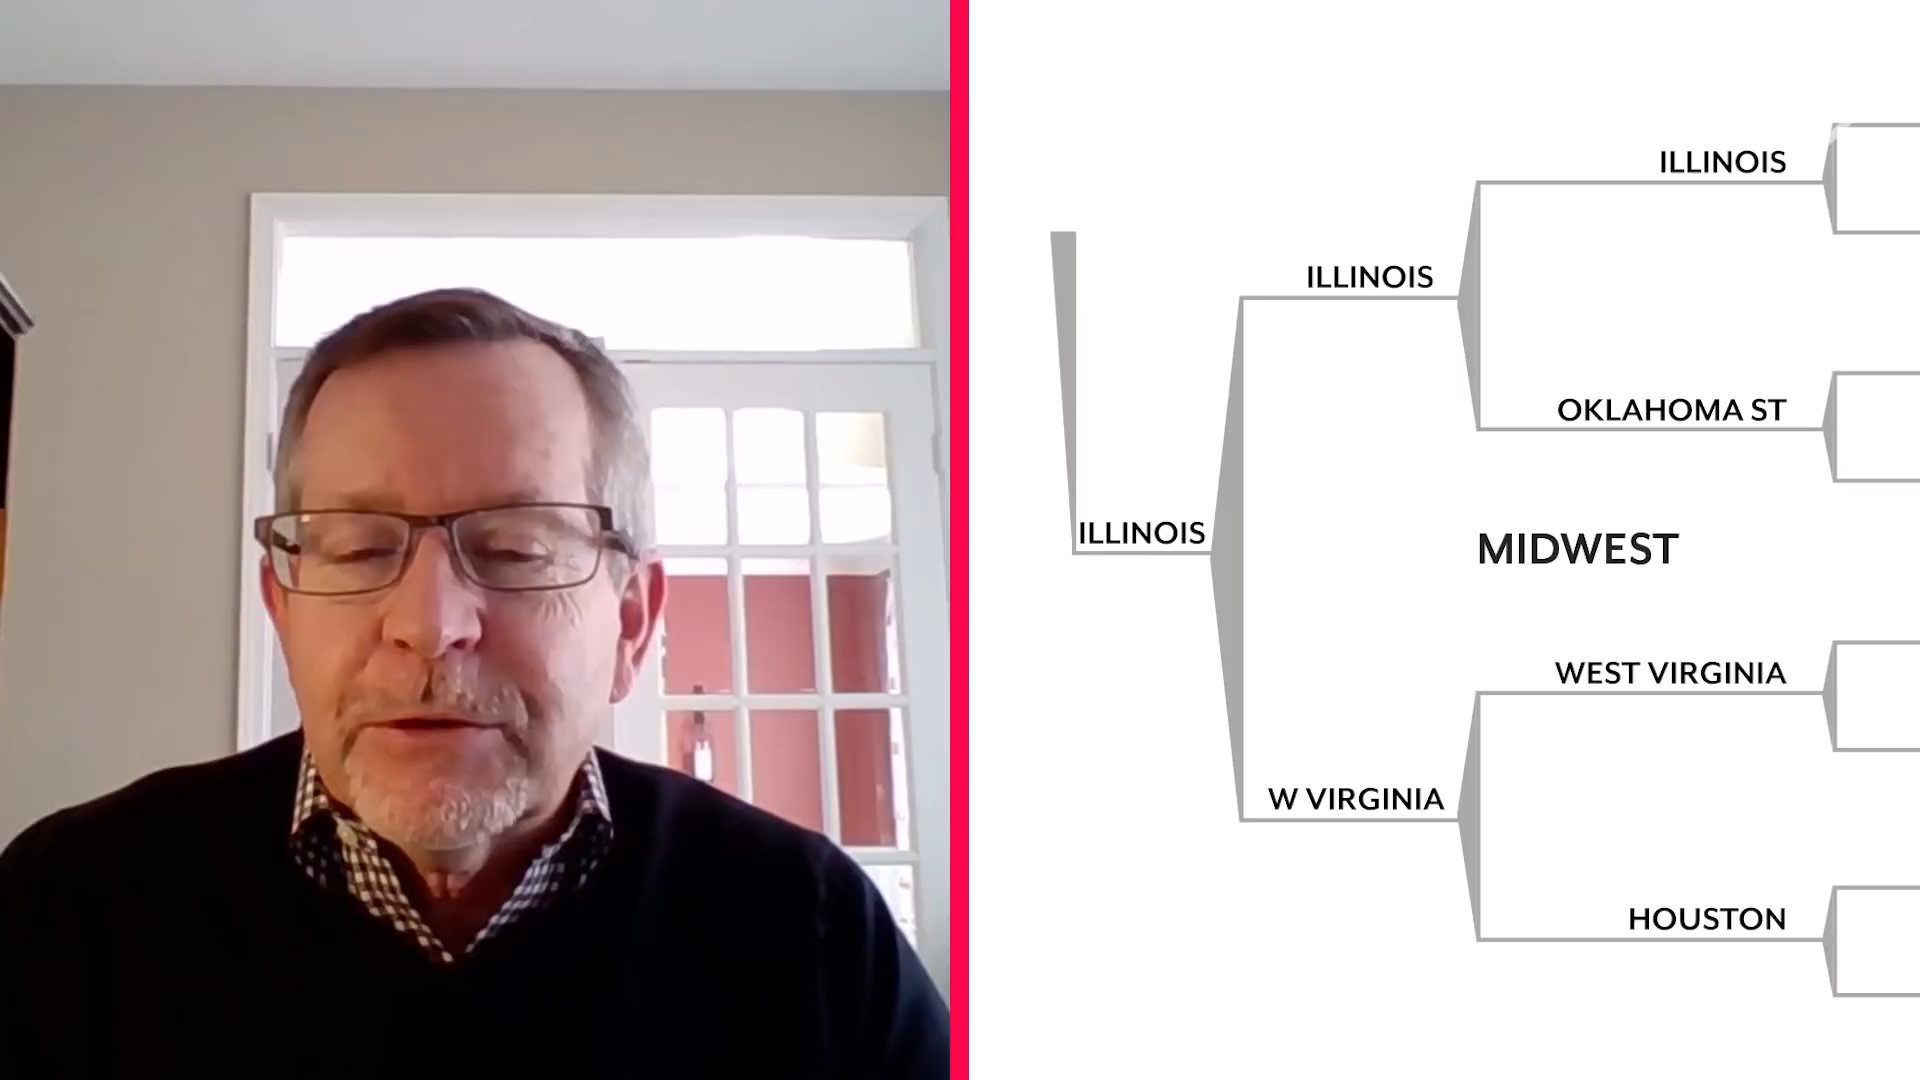 ILLINOIS
ILLINOIS
OKLAHOMA ST
ILLINOIS
MIDWEST
WEST VIRGINIA
W VIRGINIA
HOUSTON